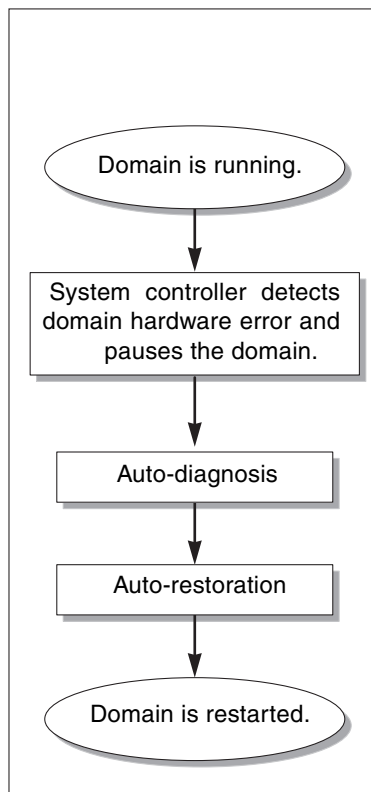 Domain is running.
System controller detects
domain hardware error and
pauses the domain.
Auto-diagnosis
Auto-restoration
Domain is restarted.